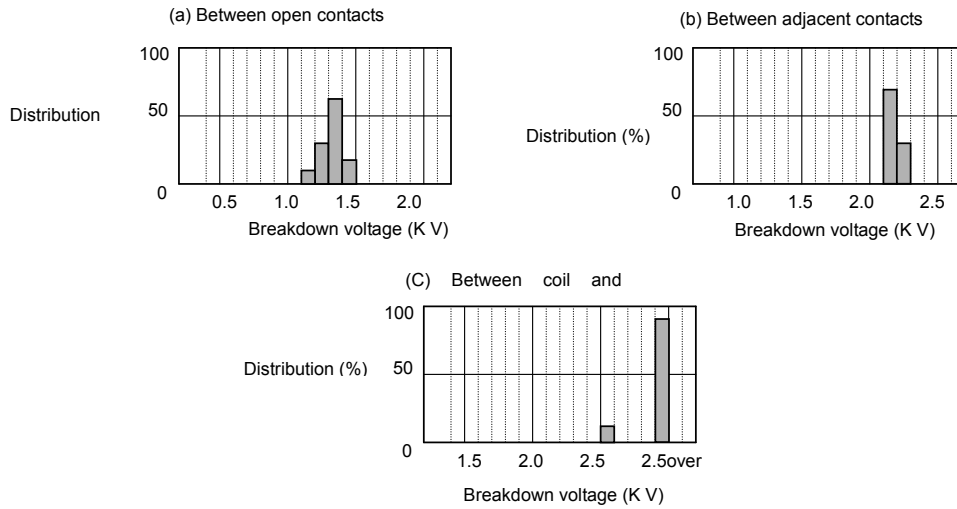 (a) Between open contacts
100
Distribution
50
0
0.5 1.0 1.5 2.0
Breakdown voltage (K V)
(b) Between adjacent contacts
100
50
Distribution (%)
0
1.0 1.5 2.0 2.5
Breakdown voltage (K V)
(C) Between coil and
100
50
Distribution (%)
0
1.5 2.0 2.5 2.5over
Breakdown voltage (K V)